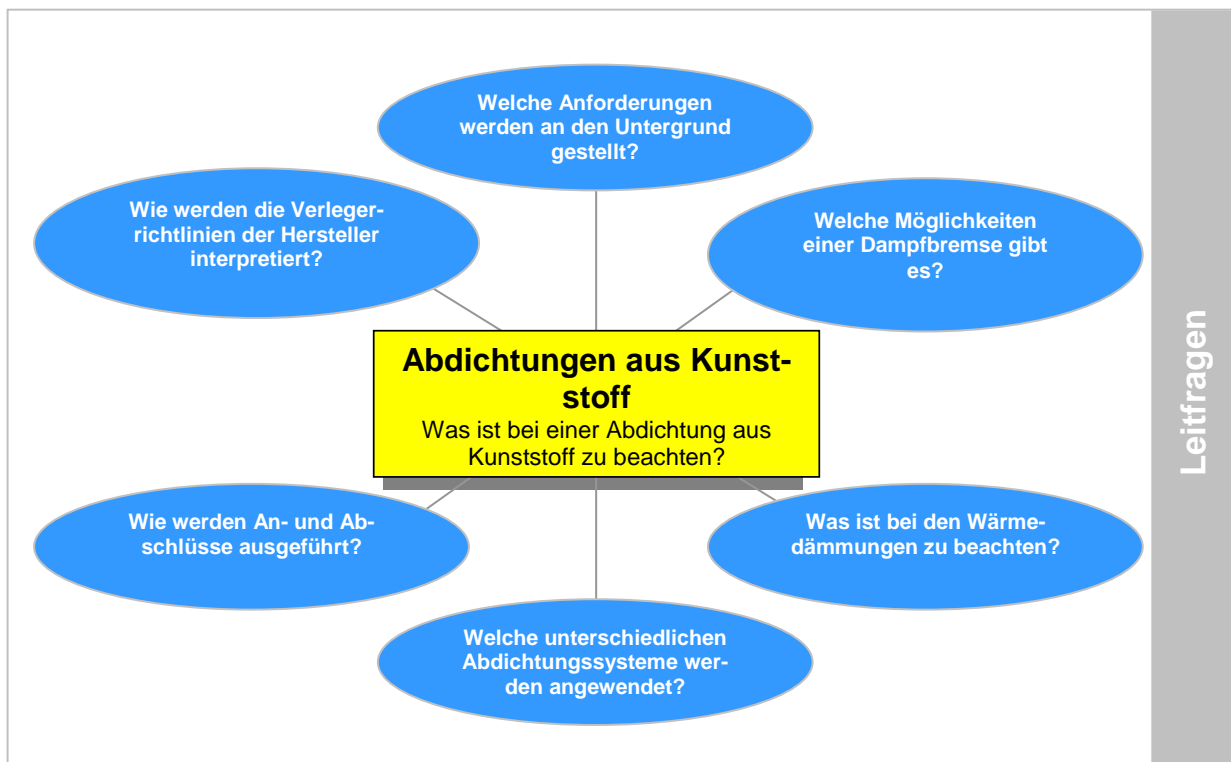 Welche Anforderungen
werden an den Untergrund
gestellt?
Wie werden die Verleger-
richtlinien der Hersteller
interpretiert?
Welche Möglichkeiten
einer Dampfbremse gibt
es?
Abdichtungen aus Kunst-
stoff
Was ist bei einer Abdichtung aus
Kunststoff zu beachten?
Wie werden An- und Ab-
schlüsse ausgeführt?
Was ist bei den Wärme-
dämmungen zu beachten?
Welche unterschiedlichen
Abdichtungssysteme wer-
den angewendet?
Leitfragen